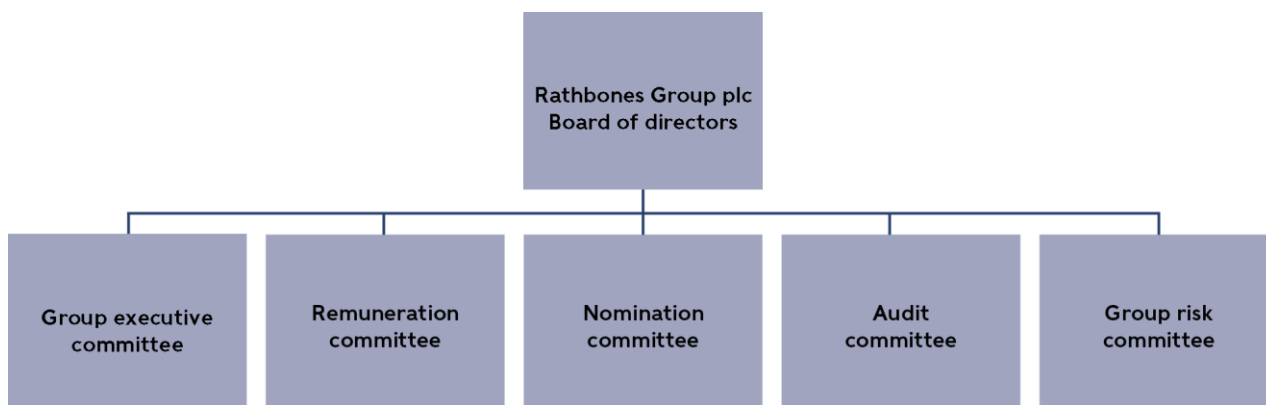 Rathbones Group plc
Board of directors
Group executive
committee
Remuneration
committee
Nomination
committee
Audit
committee
Group risk
committee